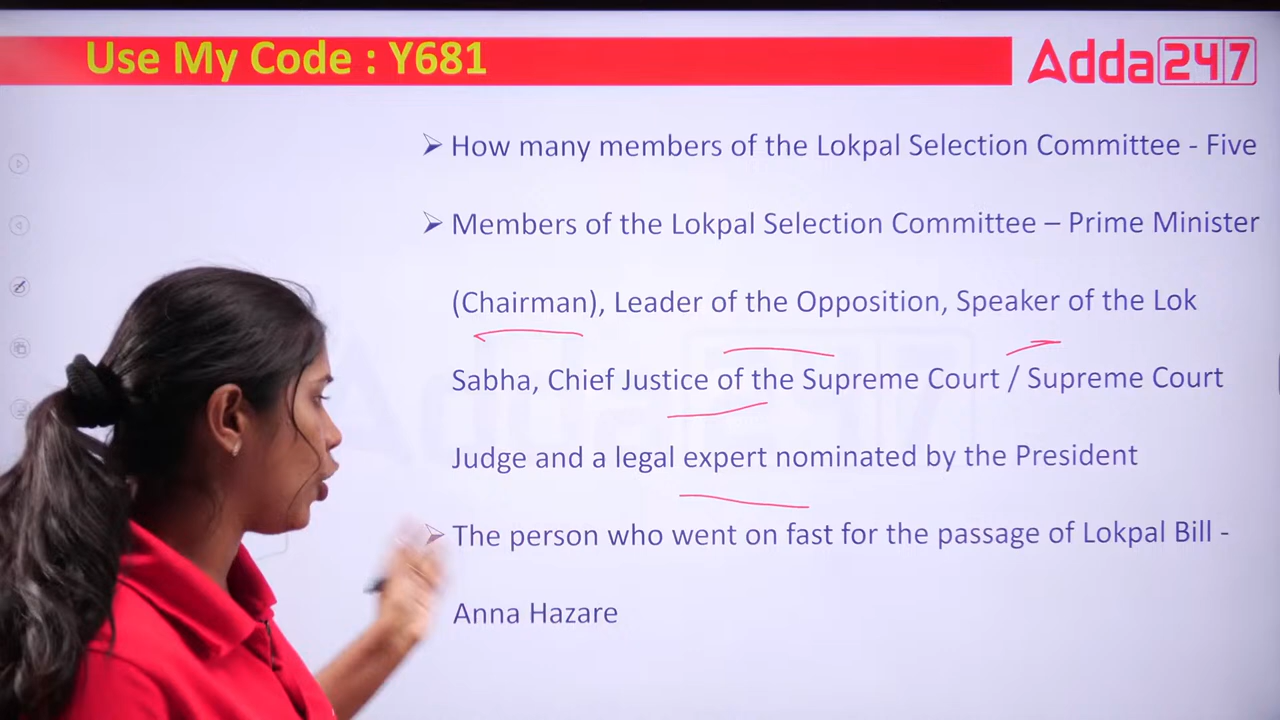 Use My Code : Y681
Adda247
➢ How many members of the Lokpal Selection Committee - Five
➢ Members of the Lokpal Selection Committee – Prime Minister
(Chairman), Leader of the Opposition, Speaker of the Lok
Sabha, Chief Justice of the Supreme Court / Supreme Court
Judge and a legal expert nominated by the President
➢ The person who went on fast for the passage of Lokpal Bill -
Anna Hazare